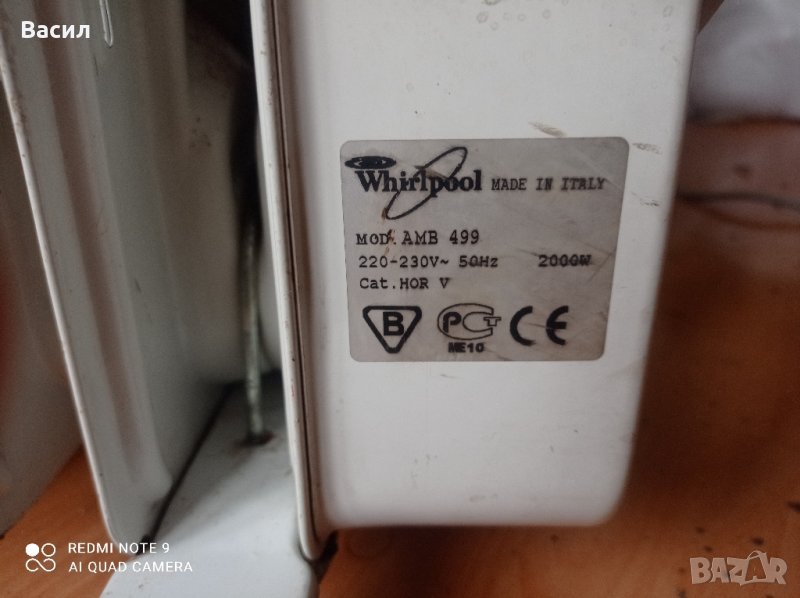 Васил
Whirlpool MADE IN ITALY
MOD. AMB 499
220-230V~ 50Hz 2000W
Cat.HOR V
B PCT CE
ME10
REDMI NOTE 9
AI QUAD CAMERA
BAZAR